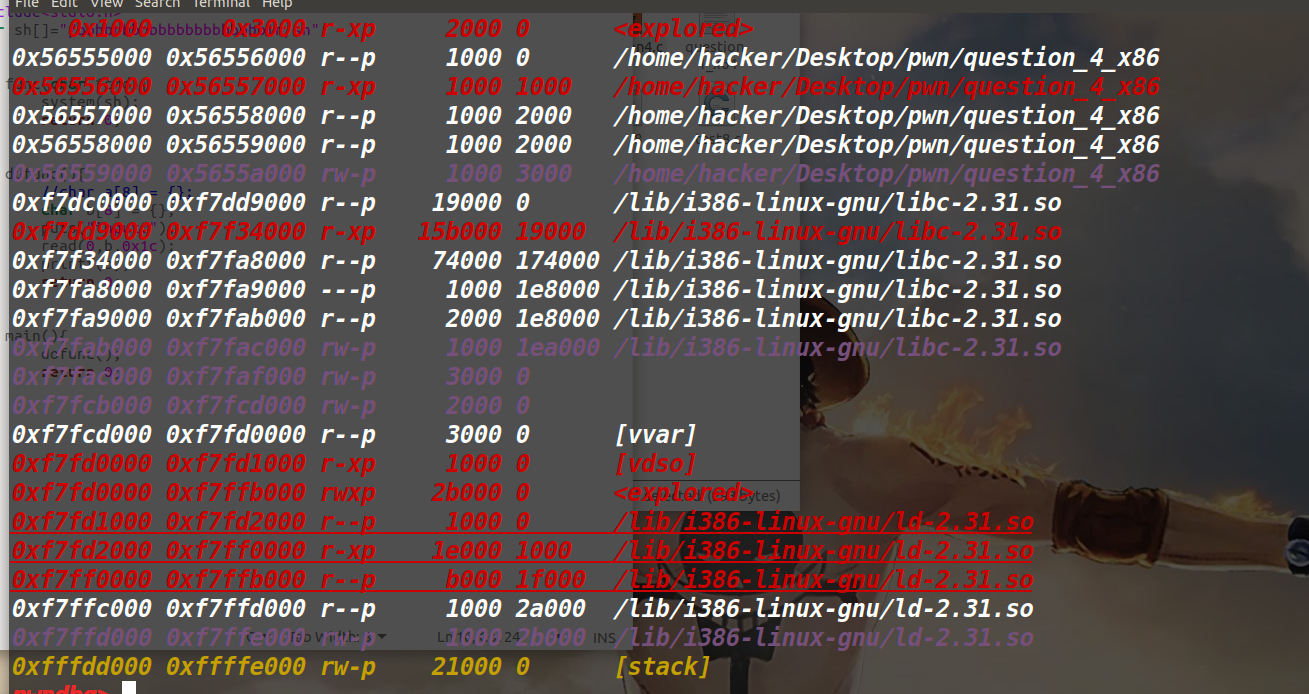 File Edit View Search Terminal Help
0x1000 0x3000 r-xp 2000 0 <explored>
0x56555000 0x56556000 r--p 1000 0 /home/hacker/Desktop/pwn/question_4_x86
0x56556000 0x56557000 r-xp 1000 1000 /home/hacker/Desktop/pwn/question_4_x86
0x56557000 0x56558000 r--p 1000 2000 /home/hacker/Desktop/pwn/question_4_x86
0x56558000 0x56559000 r--p 1000 2000 /home/hacker/Desktop/pwn/question_4_x86
0x56559000 0x5655a000 rw-p 1000 3000 /home/hacker/Desktop/pwn/question_4_x86
0xf7dc0000 0xf7dd9000 r--p 19000 0 /lib/i386-linux-gnu/libc-2.31.so
0xf7dd9000 0xf7f34000 r-xp 15b000 19000 /lib/i386-linux-gnu/libc-2.31.so
0xf7f34000 0xf7fa8000 r--p 74000 174000 /lib/i386-linux-gnu/libc-2.31.so
0xf7fa8000 0xf7fa9000 ---p 1000 1e8000 /lib/i386-linux-gnu/libc-2.31.so
0xf7fa9000 0xf7fab000 r--p 2000 1e8000 /lib/i386-linux-gnu/libc-2.31.so
0xf7fab000 0xf7fac000 rw-p 1000 1ea000 /lib/i386-linux-gnu/libc-2.31.so
0xf7fac000 0xf7faf000 rw-p 3000 0
0xf7fcb000 0xf7fcd000 rw-p 2000 0
0xf7fcd000 0xf7fd0000 r--p 3000 0 [vvar]
0xf7fd0000 0xf7fd1000 r-xp 1000 0 [vdso]
0xf7fd0000 0xf7ffb000 rwxp 2b000 0 <explored>
0xf7fd1000 0xf7fd2000 r--p 1000 0 /lib/i386-linux-gnu/ld-2.31.so
0xf7fd2000 0xf7ff0000 r-xp 1e000 1000 /lib/i386-linux-gnu/ld-2.31.so
0xf7ff0000 0xf7ffb000 r--p b000 1f000 /lib/i386-linux-gnu/ld-2.31.so
0xf7ffc000 0xf7ffd000 r--p 1000 2a000 /lib/i386-linux-gnu/ld-2.31.so
0xf7ffd000 0xf7ffe000 rw-p 1000 2b000 /lib/i386-linux-gnu/ld-2.31.so
0xfffdd000 0xffffe000 rw-p 21000 0 [stack]
pwndbg>